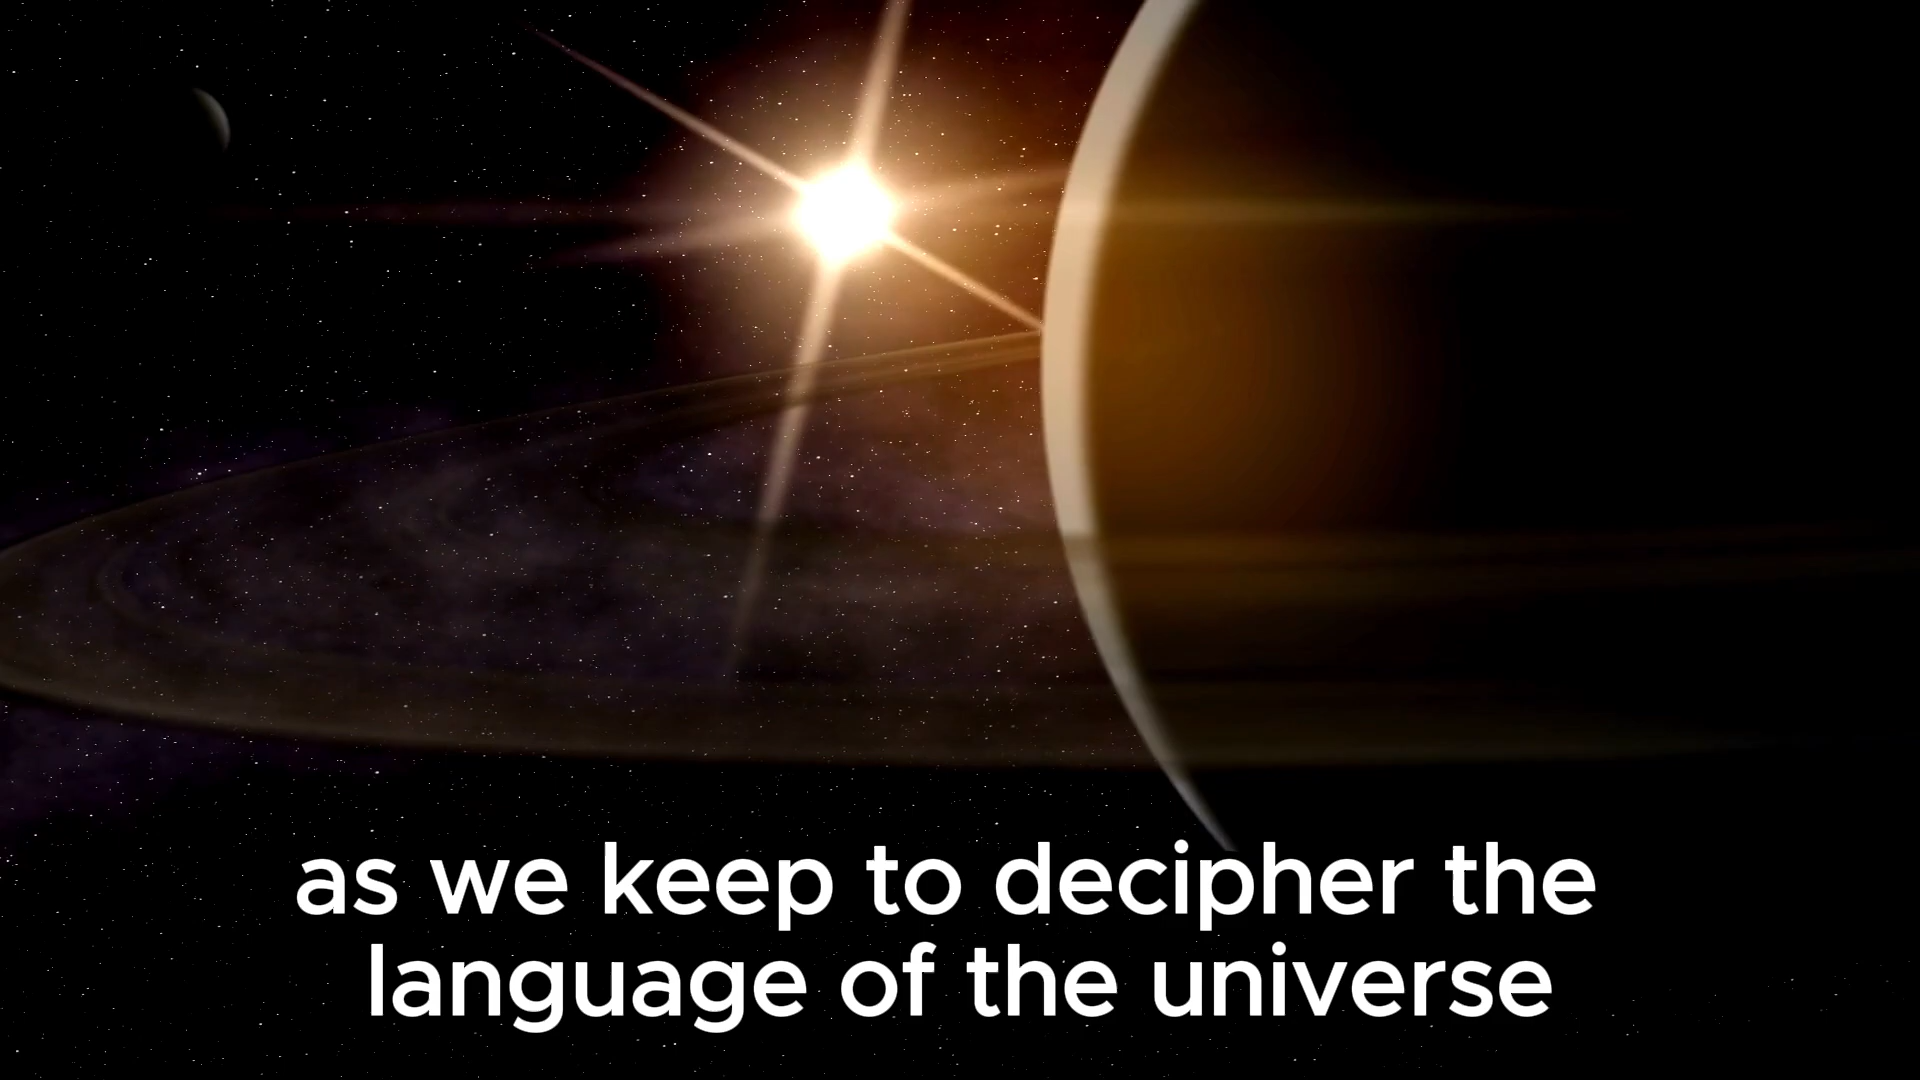 as we keep to decipher the
language of the universe